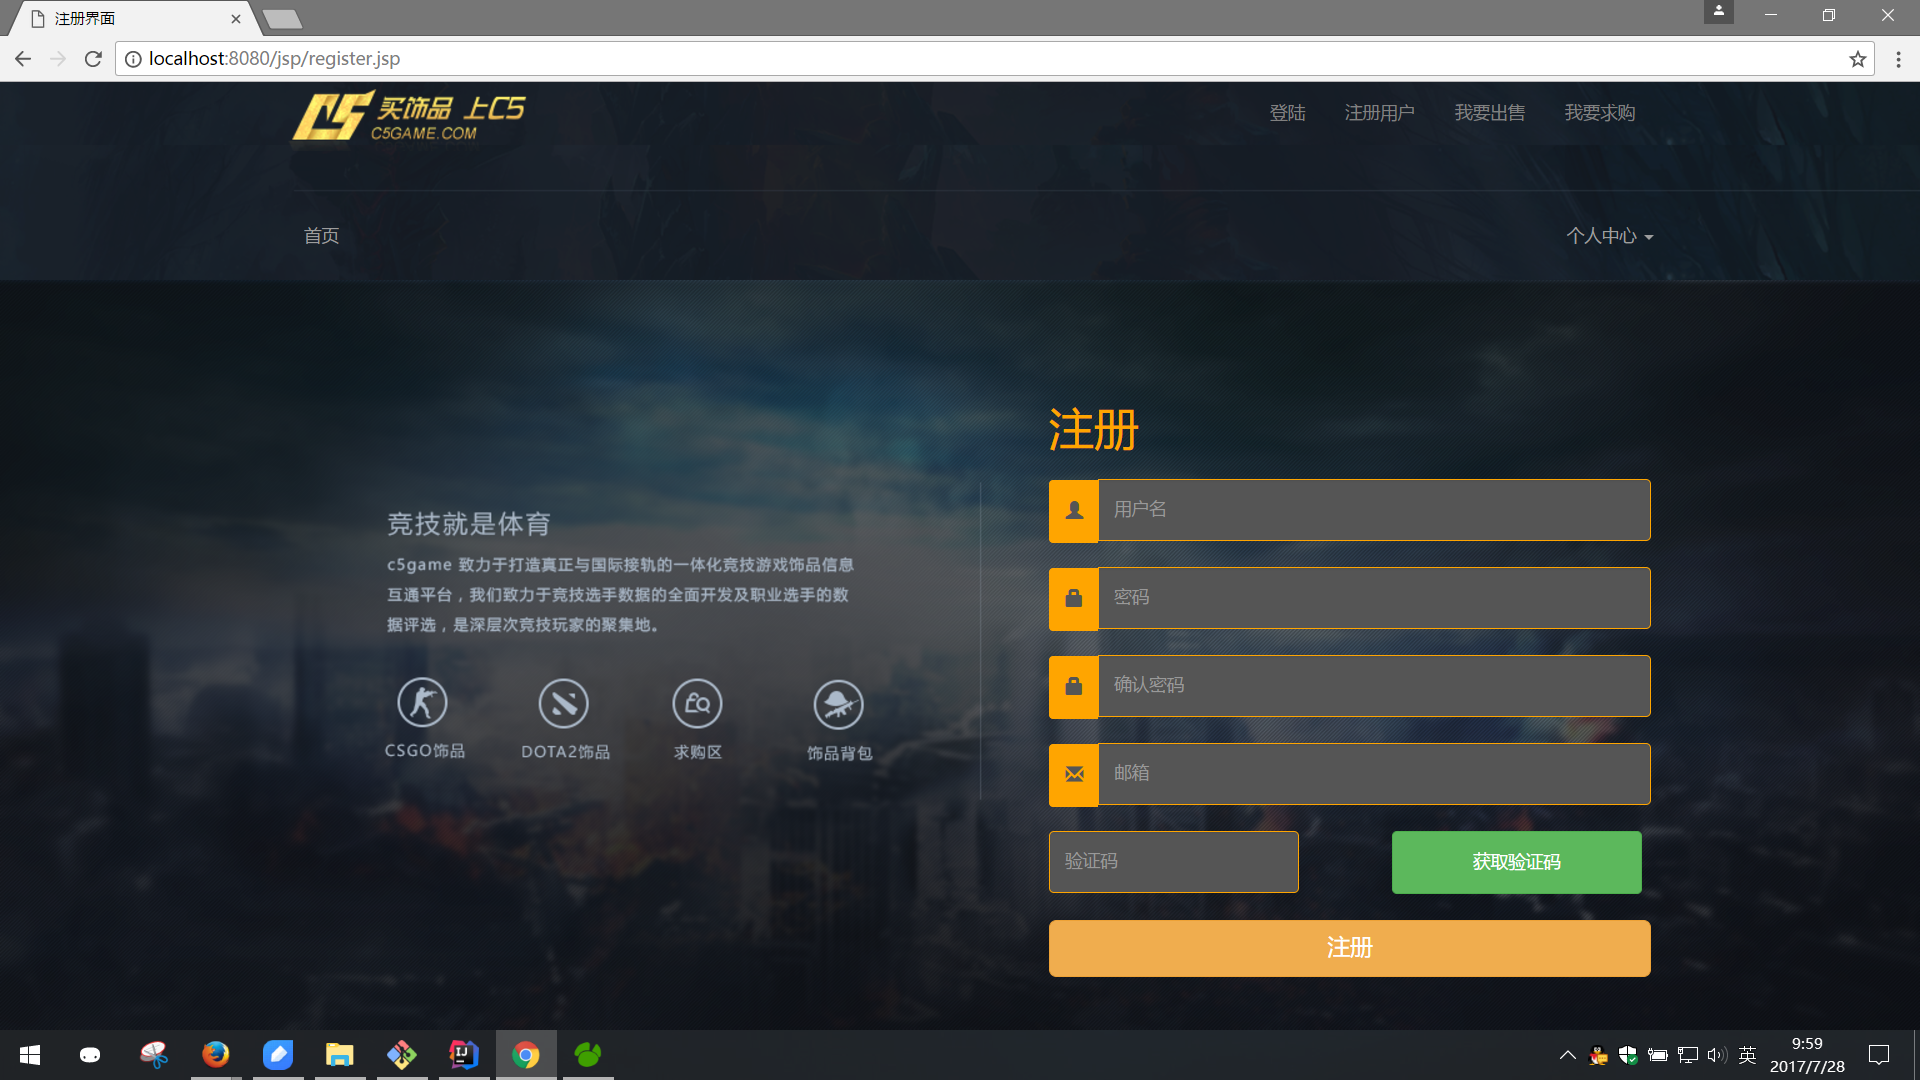 注册界面
localhost:8080/jsp/register.jsp
买饰品 上C5
C5GAME.COM
登陆 注册用户 我要出售 我要求购
首页 个人中心
注册
用户名
密码
确认密码
邮箱
验证码 获取验证码
注册
竞技就是体育
c5game 致力于打造真正与国际接轨的一体化竞技游戏饰品信息
互通平台，我们致力于竞技选手数据的全面开发及职业选手的数
据评选，是深层次竞技玩家的聚集地。
CSGO饰品 DOTA2饰品 求购区 饰品背包
英
9:59
2017/7/28